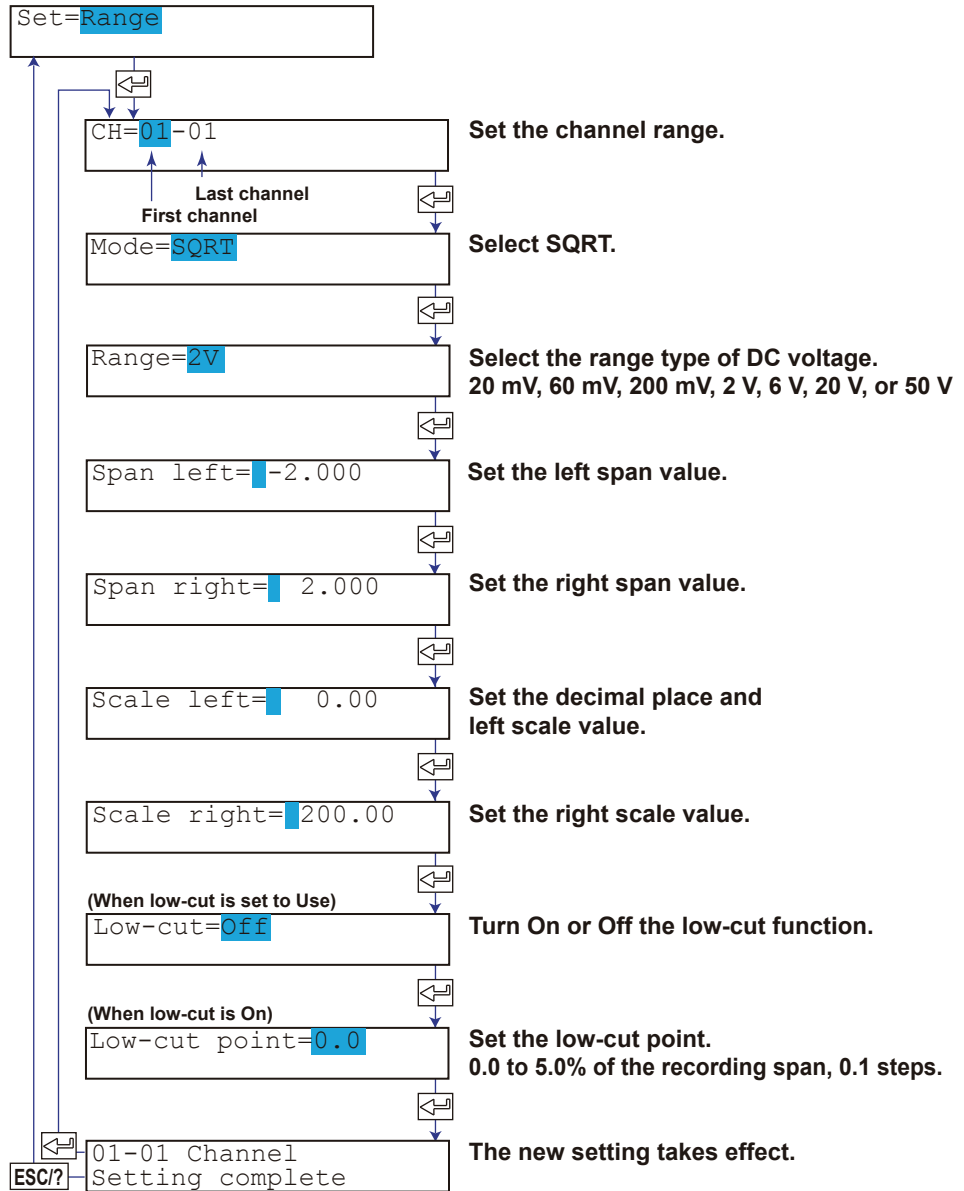 Set=Range
CH=01-01
Set the channel range.
Last channel
First channel
Mode=SQRT
Select SQRT.
Range=2V
Select the range type of DC voltage.
20 mV, 60 mV, 200 mV, 2 V, 6 V, 20 V, or 50 V
Span left= -2.000
Set the left span value.
Span right= 2.000
Set the right span value.
Scale left= 0.00
Set the decimal place and
left scale value.
Scale right= 200.00
Set the right scale value.
(When low-cut is set to Use)
Low-cut=Off
Turn On or Off the low-cut function.
(When low-cut is On)
Low-cut point=0.0
Set the low-cut point.
0.0 to 5.0% of the recording span, 0.1 steps.
01-01 Channel
The new setting takes effect.
ESC/?
Setting complete